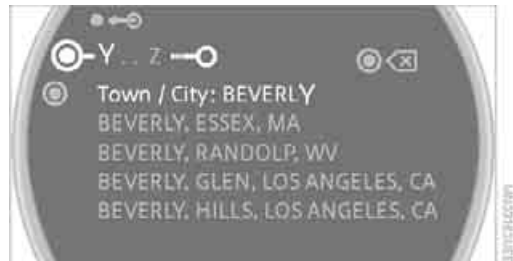 Y . . Z
Town / City: BEVERLY
BEVERLY, ESSEX, MA
BEVERLY, RANDOLP, WV
BEVERLY, GLEN, LOS ANGELES, CA
BEVERLY, HILLS, LOS ANGELES, CA